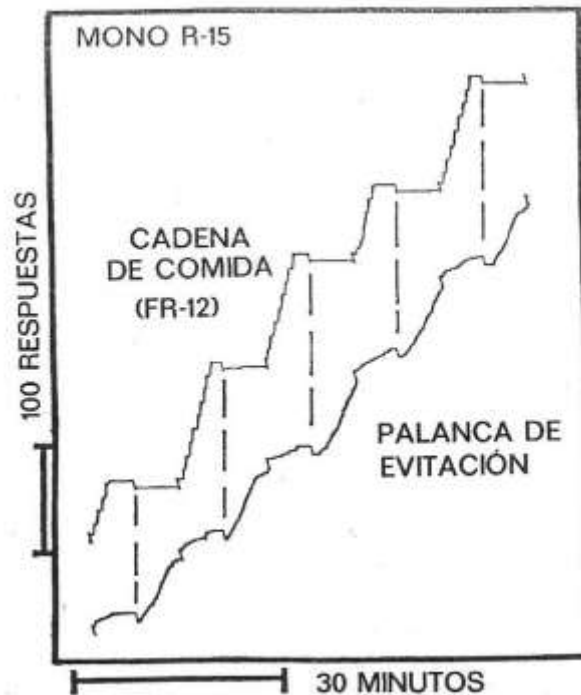 MONO R-15
CADENA
DE COMIDA
(FR-12)
100 RESPUESTAS
PALANCA DE
EVITACIÓN
30 MINUTOS